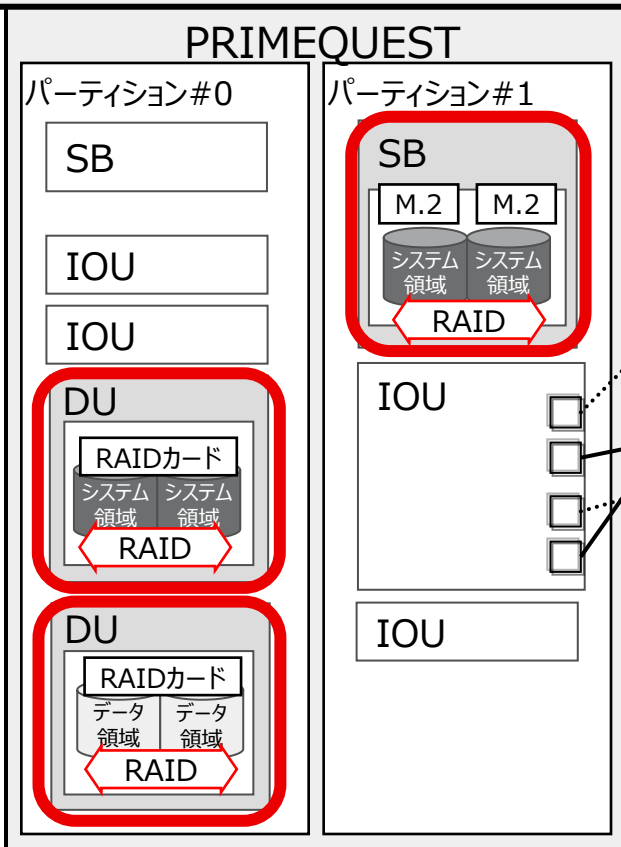 PRIMEQUEST
パーティション#0
SB
IOU
IOU
DU
RAIDカード
システム
領域
システム
領域
RAID
DU
RAIDカード
データ
領域
データ
領域
RAID
パーティション#1
SB
M.2
M.2
システム
領域
システム
領域
RAID
IOU
IOU